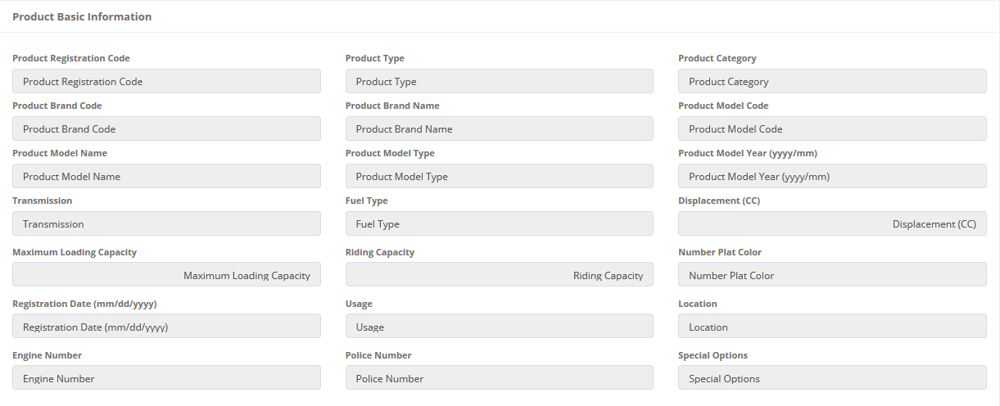 Product Basic Information
Product Registration Code Product Type Product Category
Product Registration Code Product Type Product Category
Product Brand Code Product Brand Name Product Model Code
Product Brand Code Product Brand Name Product Model Code
Product Model Name Product Model Type Product Model Year (yyyy/mm)
Product Model Name Product Model Type Product Model Year (yyyy/mm)
Transmission Fuel Type Displacement (CC)
Transmission Fuel Type Displacement (CC)
Maximum Loading Capacity Riding Capacity Number Plat Color
Maximum Loading Capacity Riding Capacity Number Plat Color
Registration Date (mm/dd/yyyy) Usage Location
Registration Date (mm/dd/yyyy) Usage Location
Engine Number Police Number Special Options
Engine Number Police Number Special Options